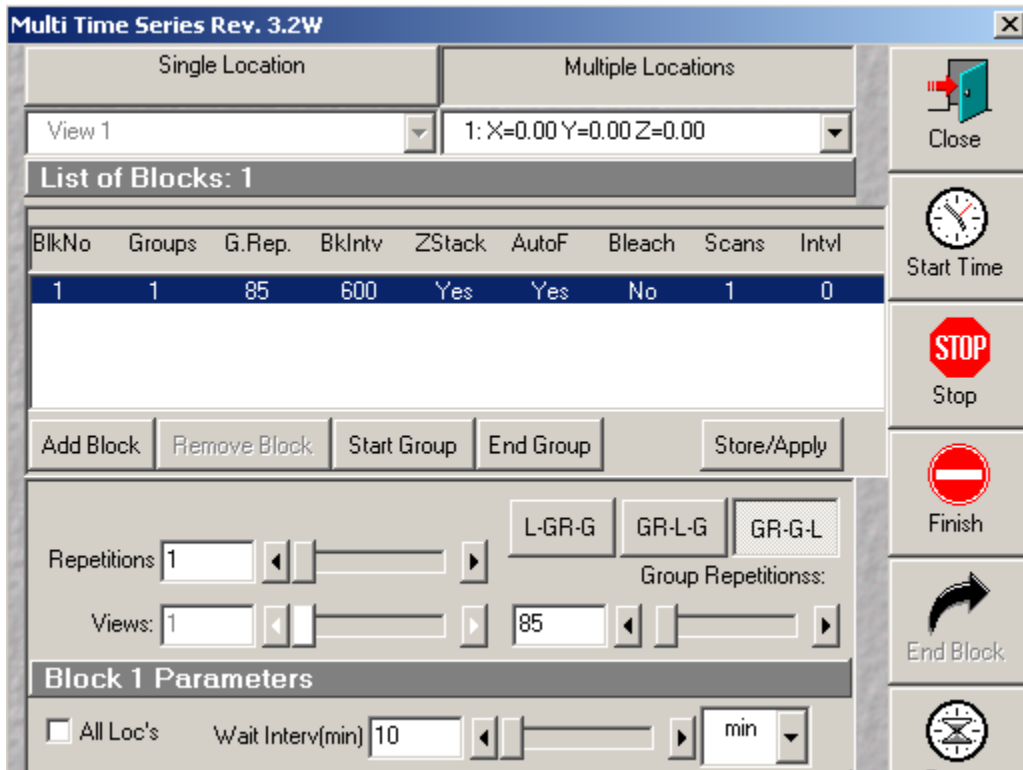 Multi Time Series Rev. 3.2W
Single Location Multiple Locations
View 1 1: X=0.00 Y=0.00 Z=0.00
Close
List of Blocks: 1
BlkNo Groups G.Rep. BkIntv ZStack AutoF Bleach Scans Intvl
1 1 85 600 Yes Yes No 1 0
Start Time
STOP
Stop
Add Block Remove Block Start Group End Group Store/Apply
Finish
L-GR-G GR-L-G GR-G-L
Repetitions 1
Group Repetitionss:
Views: 1 85
End Block
Block 1 Parameters
All Loc's Wait Interv(min) 10 min